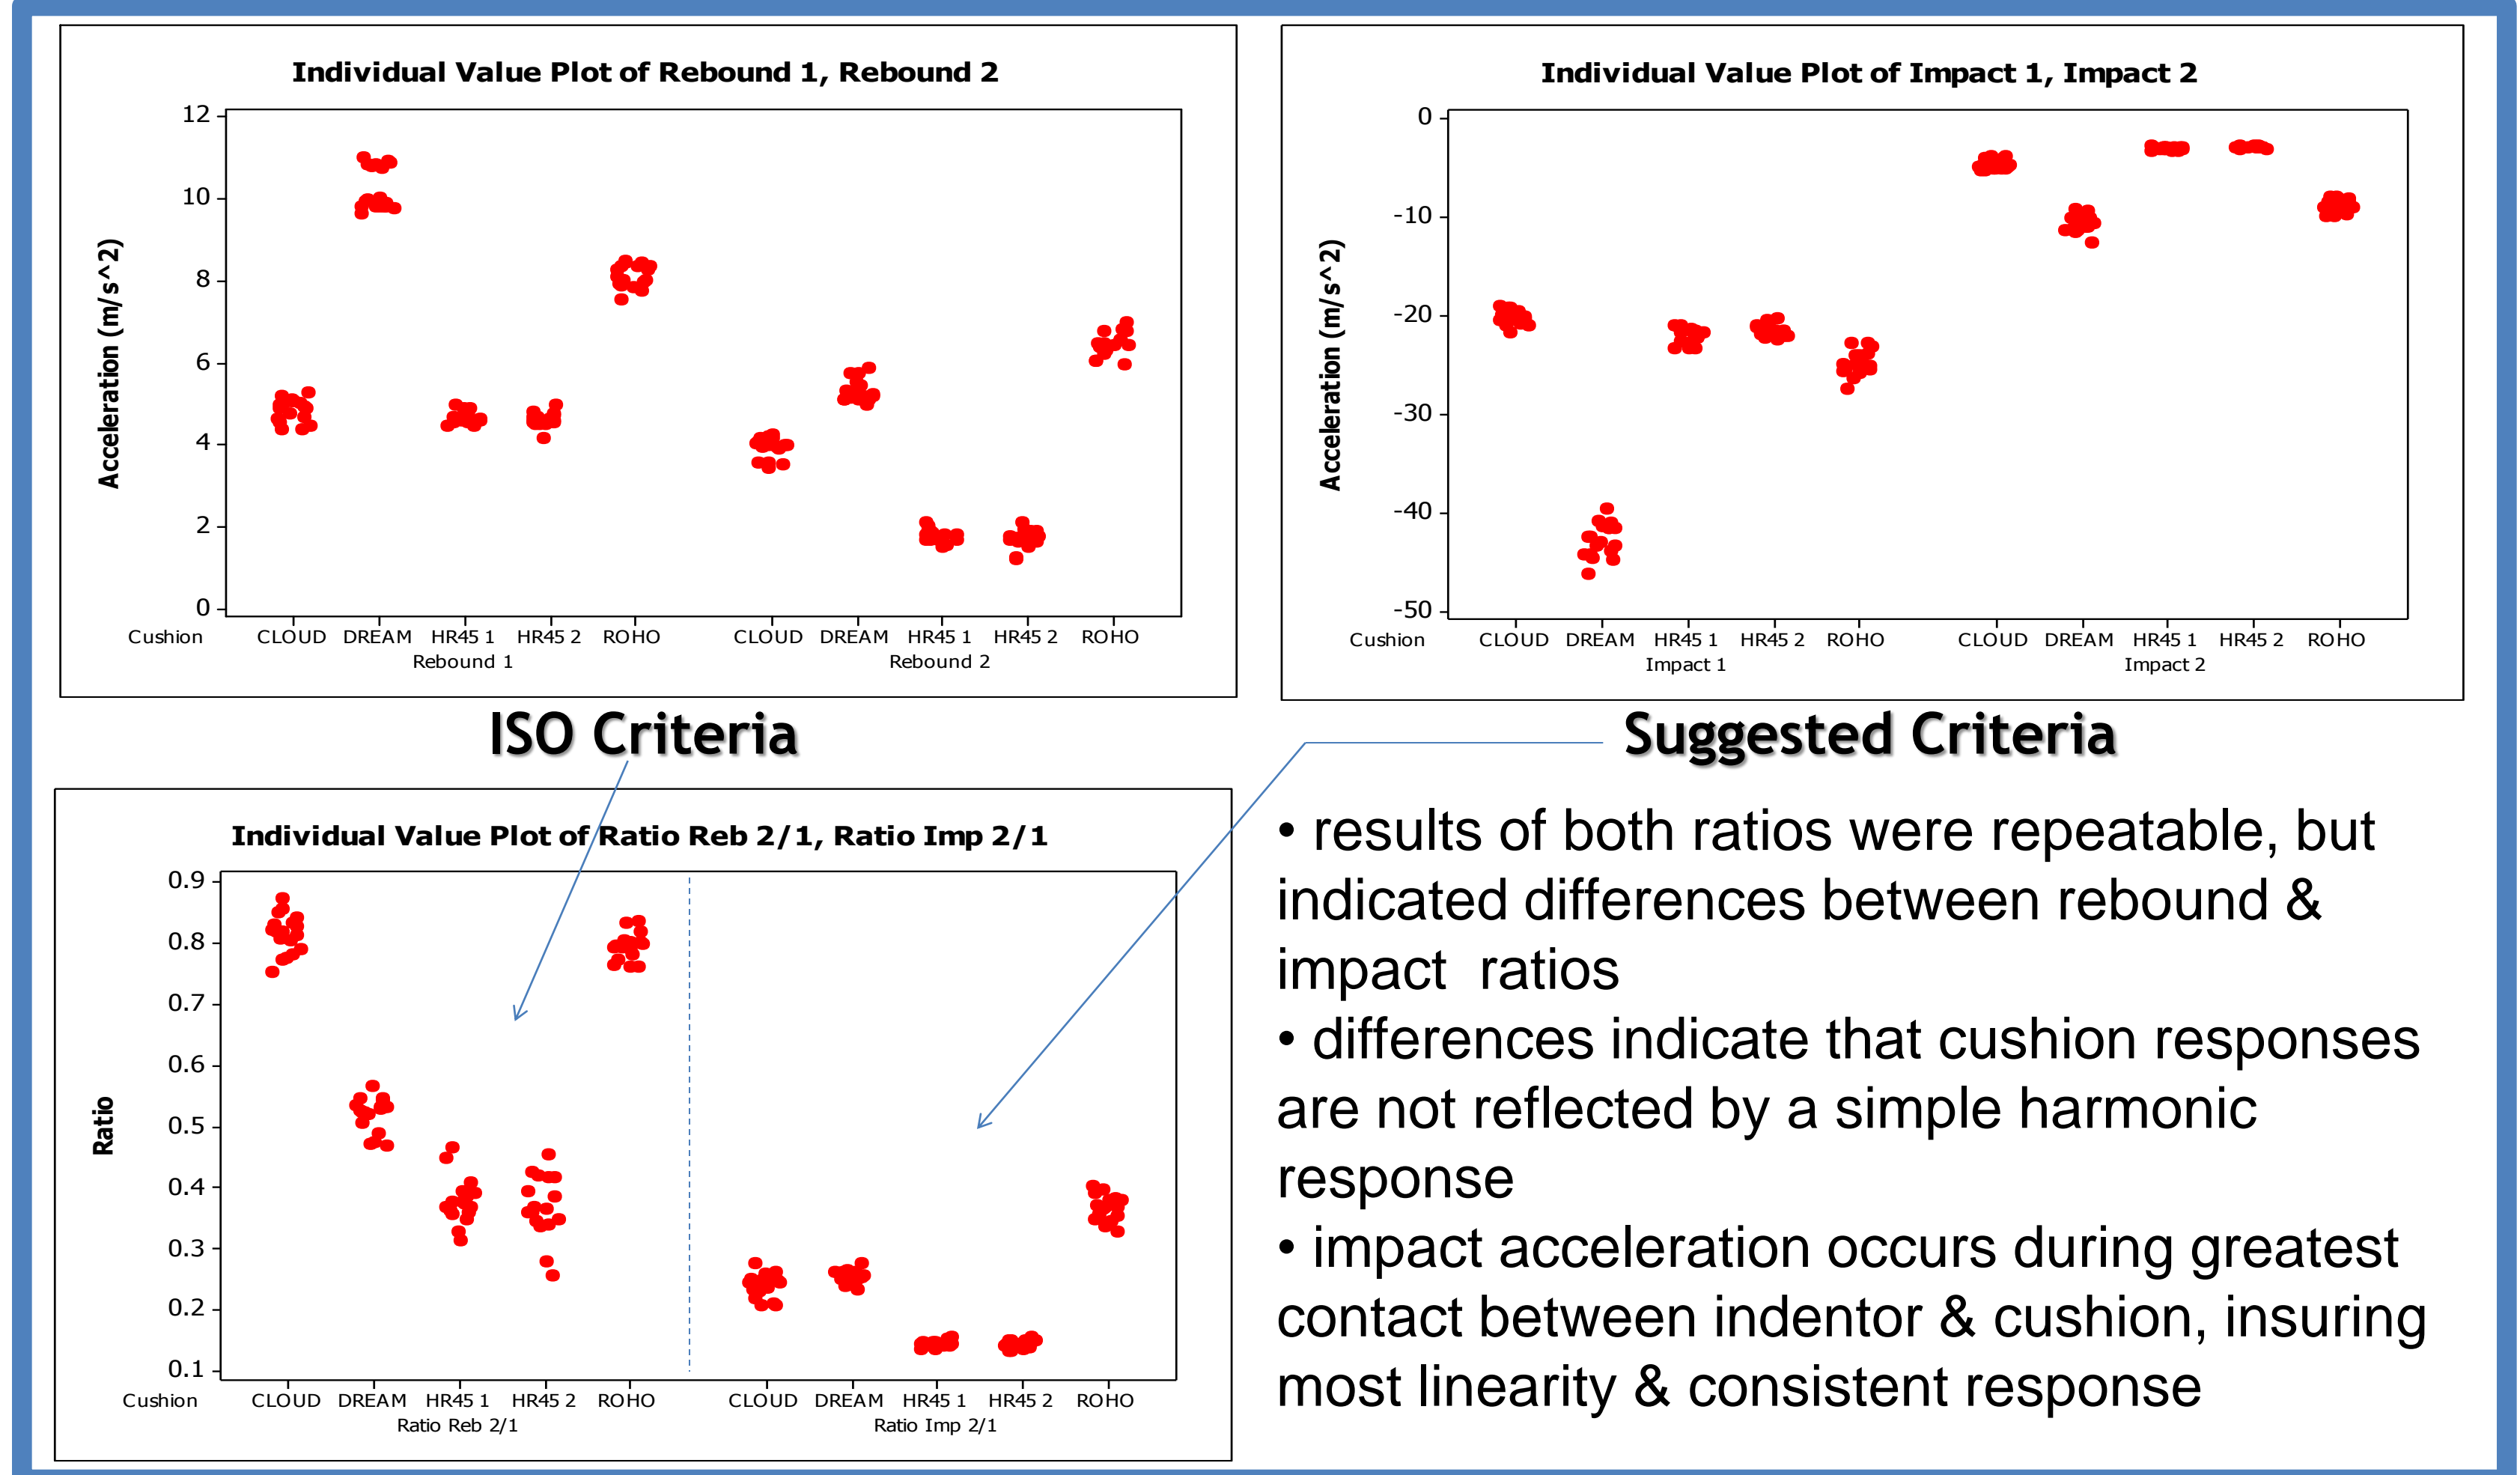 Individual Value Plot of Rebound 1, Rebound 2
12
10
8
6
4
2
0
Acceleration (m/s^2)
Cushion CLOUD DREAM HR45 1 HR45 2 ROHO CLOUD DREAM HR45 1 HR45 2 ROHO
Rebound 1 Rebound 2
Individual Value Plot of Impact 1, Impact 2
0
-10
-20
-30
-40
-50
Acceleration (m/s^2)
Cushion CLOUD DREAM HR45 1 HR45 2 ROHO CLOUD DREAM HR45 1 HR45 2 ROHO
Impact 1 Impact 2
ISO Criteria
Suggested Criteria
Individual Value Plot of Ratio Reb 2/1, Ratio Imp 2/1
0.9
0.8
0.7
0.6
0.5
0.4
0.3
0.2
0.1
Ratio
Cushion CLOUD DREAM HR45 1 HR45 2 ROHO CLOUD DREAM HR45 1 HR45 2 ROHO
Ratio Reb 2/1 Ratio Imp 2/1
• results of both ratios were repeatable, but
indicated differences between rebound &
impact  ratios
• differences indicate that cushion responses
are not reflected by a simple harmonic
response
• impact acceleration occurs during greatest
contact between indentor & cushion, insuring
most linearity & consistent response